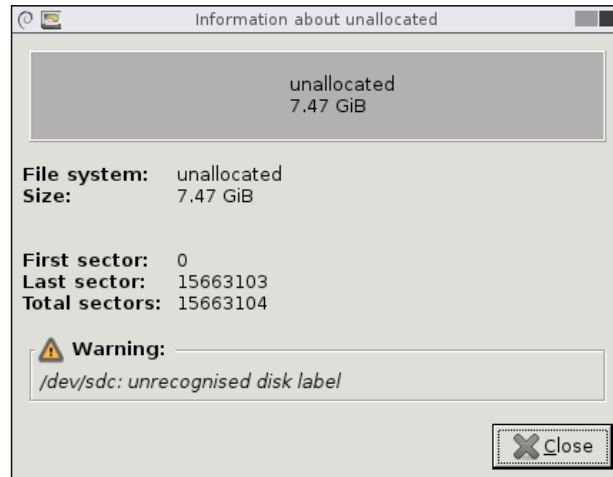 Information about unallocated
unallocated
7.47 GiB
File system: unallocated
Size: 7.47 GiB
First sector: 0
Last sector: 15663103
Total sectors: 15663104
Warning:
/dev/sdc: unrecognised disk label
Close